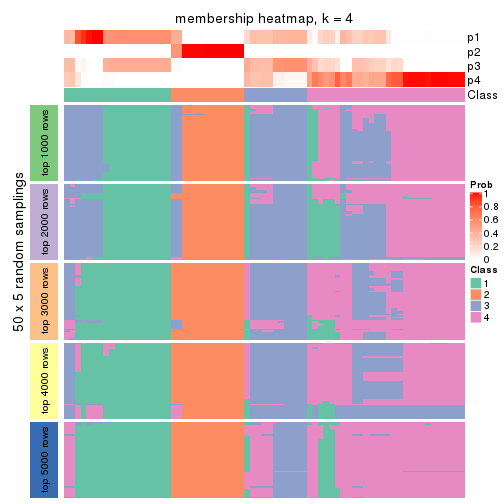 membership heatmap, k = 4
p1
p2
p3
p4
Class
50 x 5 random samplings
top 1000 rows
top 2000 rows
top 3000 rows
top 4000 rows
top 5000 rows
Prob
1
0.8
0.6
0.4
0.2
0
Class
1
2
3
4